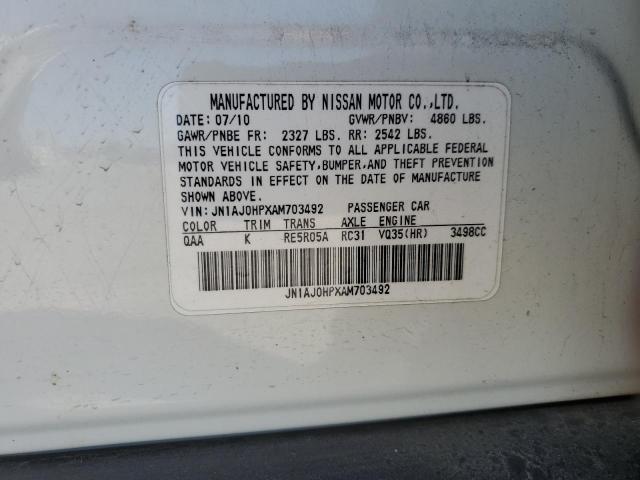 MANUFACTURED BY NISSAN MOTOR CO.,LTD.
DATE: 07/10 GVWR/PNBV: 4860 LBS.
GAWR/PNBE FR: 2327 LBS. RR: 2542 LBS.
THIS VEHICLE CONFORMS TO ALL APPLICABLE FEDERAL
MOTOR VEHICLE SAFETY,BUMPER,AND THEFT PREVENTION
STANDARDS IN EFFECT ON THE DATE OF MANUFACTURE
SHOWN ABOVE.
VIN:JN1AJ0HPXAM703492 PASSENGER CAR
COLOR TRIM TRANS AXLE ENGINE
QAA K RE5R05A RC31 VQ35(HR) 3498CC
JN1AJ0HPXAM703492